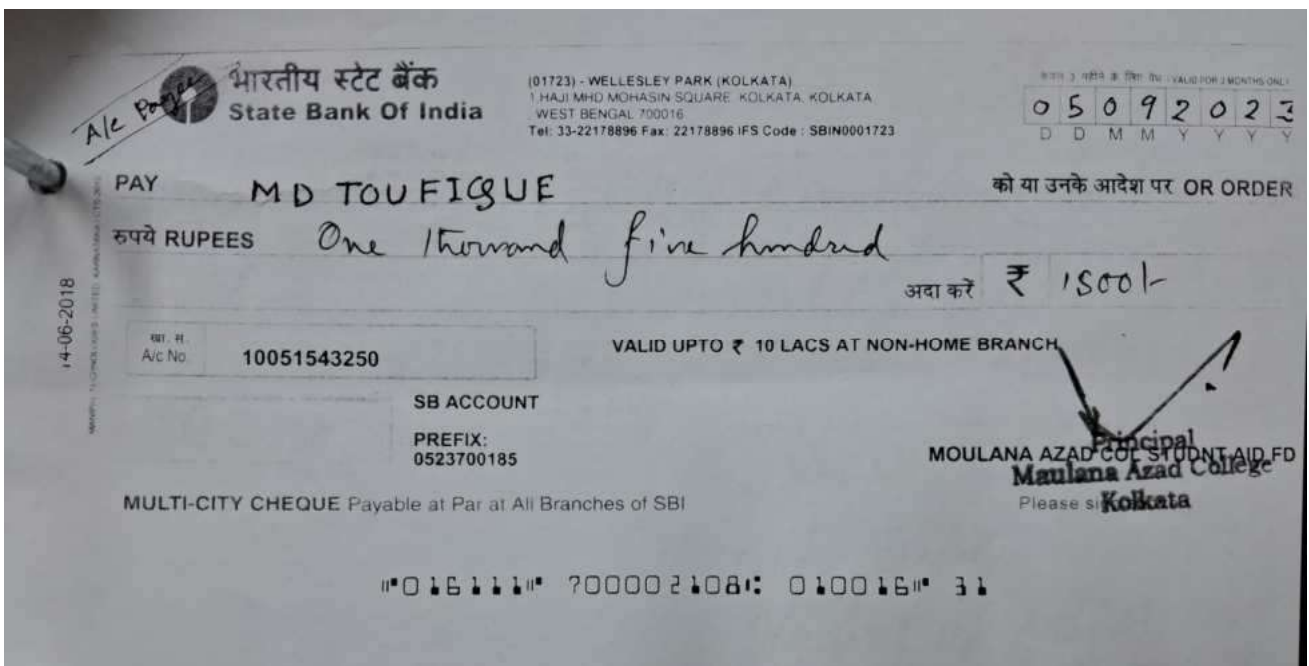 A/c Payee
भारतीय स्टेट बैंक
State Bank Of India
(01723) - WELLESLEY PARK (KOLKATA)
1 HAJI MHD MOHASIN SQUARE KOLKATA, KOLKATA
WEST BENGAL 700016
Tel: 33-22178896 Fax: 22178896 IFS Code : SBIN0001723
VALID FOR 3 MONTHS ONLY
0 5 0 9 2 0 2 3
D D M M Y Y Y Y
PAY MD TOUFIQUE को या उनके आदेश पर OR ORDER
रुपये RUPEES One Thousand five hundred
अदा करें ₹ 1500/-
14-06-2018
खा. सं.
A/c No. 10051543250
VALID UPTO ₹ 10 LACS AT NON-HOME BRANCH
SB ACCOUNT
PREFIX:
0523700185
Principal
MOULANA AZAD COL STUDNT AID FD
Maulana Azad College
Kolkata
Please
MULTI-CITY CHEQUE Payable at Par at All Branches of SBI
⑈016111⑈ 700002108⑆ 010016⑈ 31